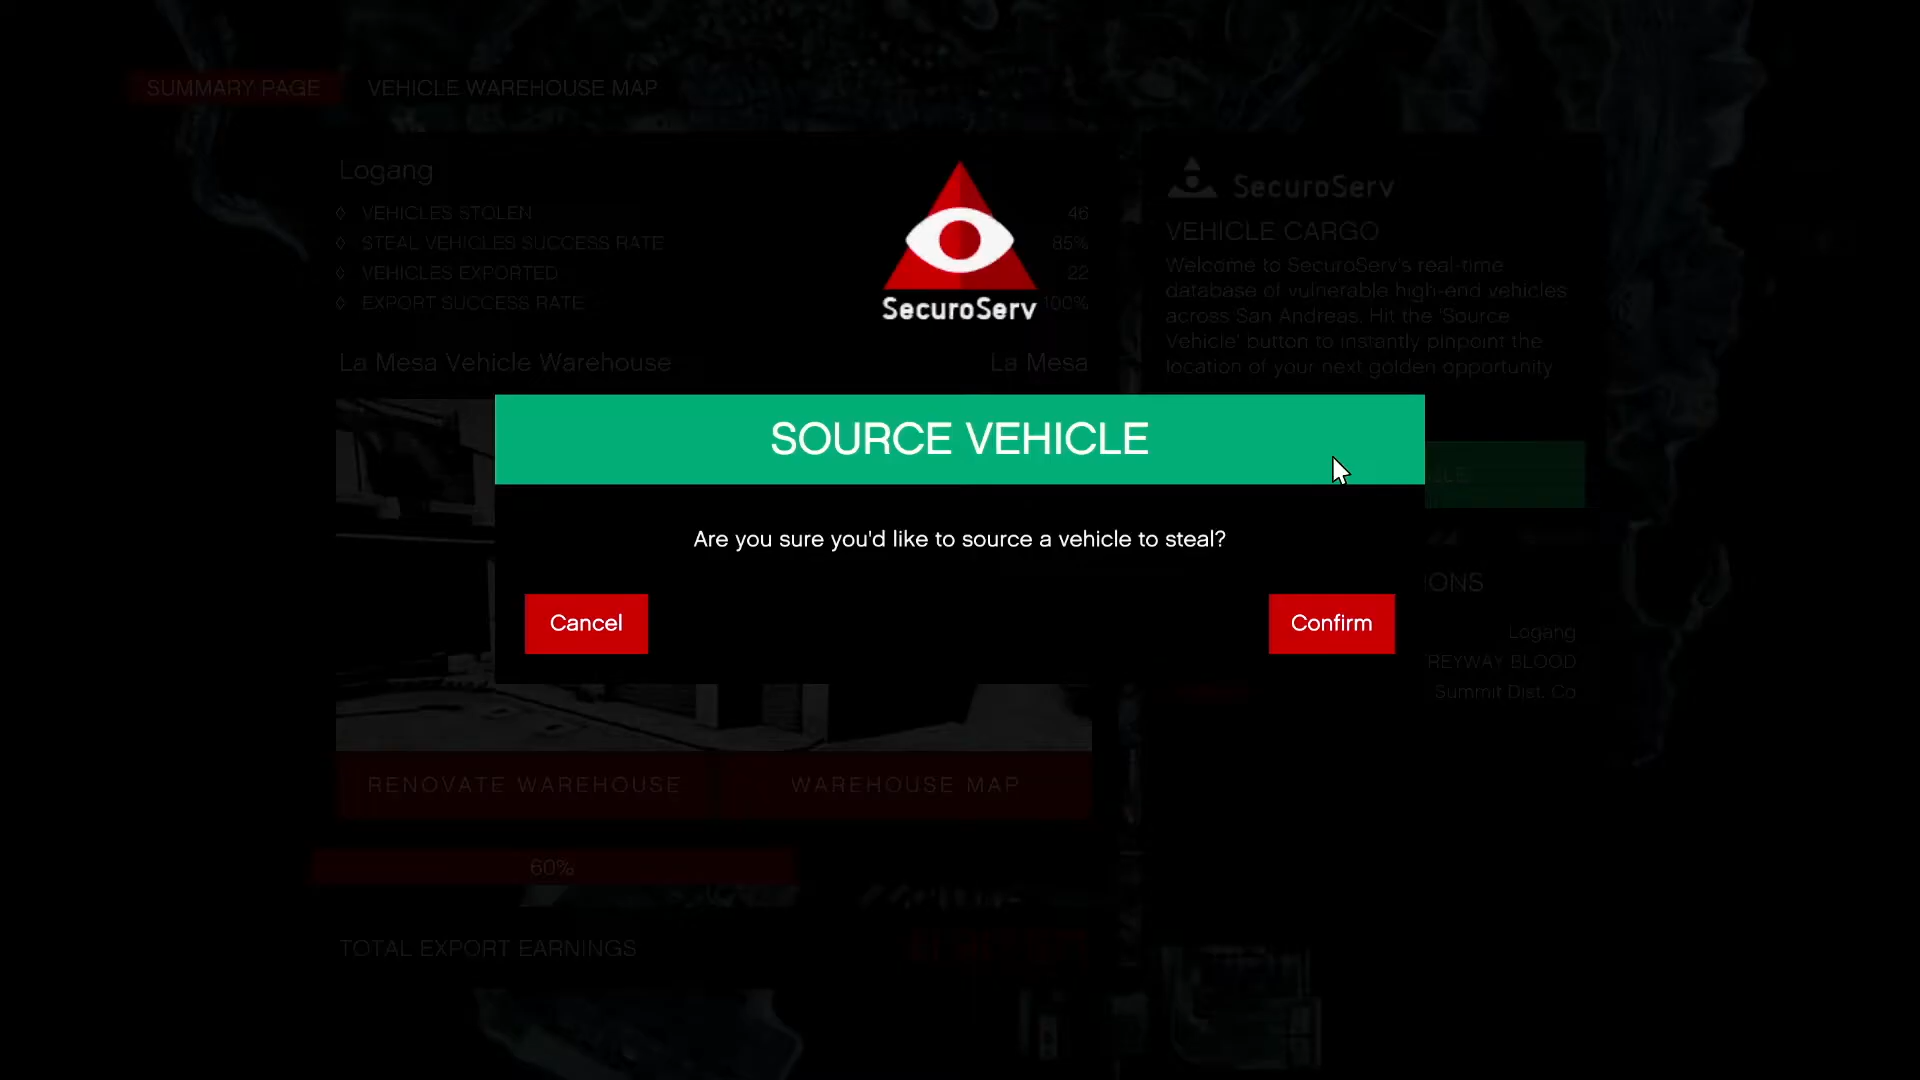 SUMMARY PAGE
VEHICLE WAREHOUSE MAP
Logang
VEHICLES STOLEN 46
STEAL VEHICLES SUCCESS RATE 85%
VEHICLES EXPORTED 22
EXPORT SUCCESS RATE 100%
SecuroServ
La Mesa Vehicle Warehouse
La Mesa
SecuroServ
VEHICLE CARGO
Welcome to SecuroServ's real-time
database of vulnerable high-end vehicles
across San Andreas. Hit the 'Source
Vehicle' button to instantly pinpoint the
location of your next golden opportunity
SOURCE VEHICLE
Are you sure you'd like to source a vehicle to steal?
Cancel
Confirm
IONS
Logang
REYWAY BLOOD
Summit Dist. Co
RENOVATE WAREHOUSE
WAREHOUSE MAP
60%
TOTAL EXPORT EARNINGS